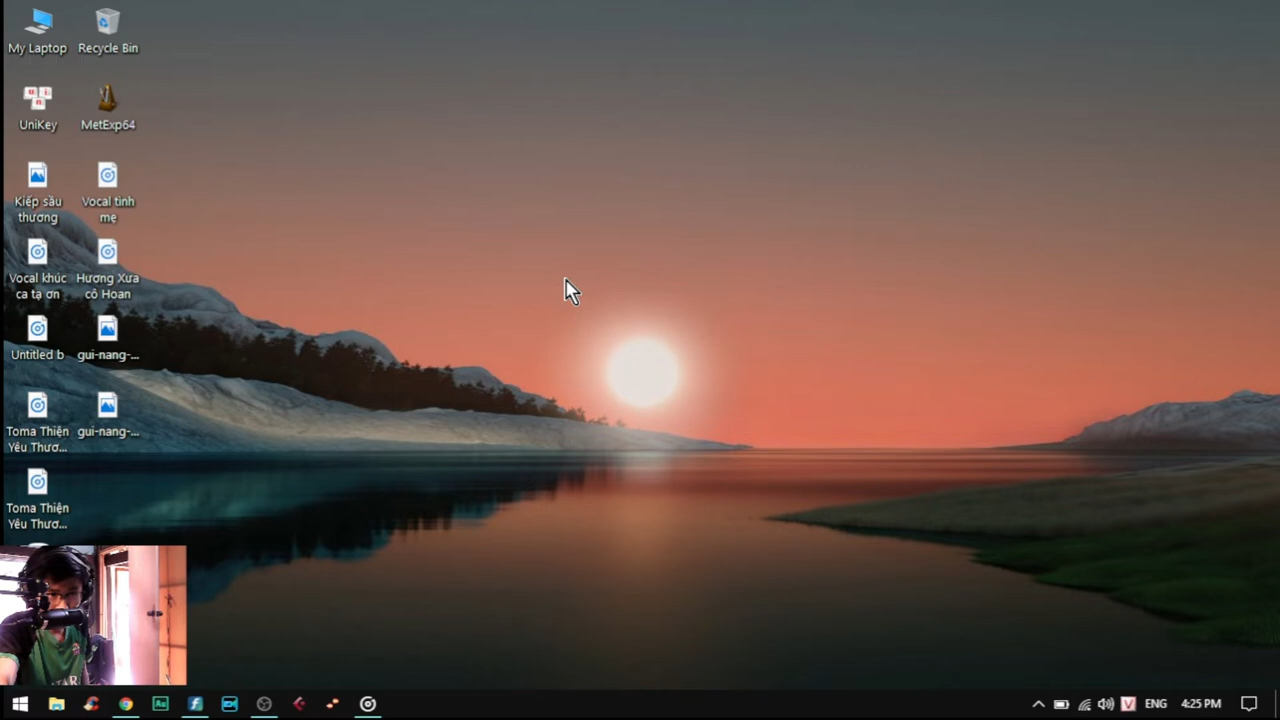 My Laptop
Recycle Bin
UniKey
MetExp64
Kiếp sầu
thương
Vocal tình
mẹ
Vocal khúc
ca tạ ơn
Hương Xưa
cô Hoan
Untitled b
gui-nang-...
Toma Thiện
Yêu Thươ...
gui-nang-...
Toma Thiện
Yêu Thươ...
Au
V
ENG
4:25 PM